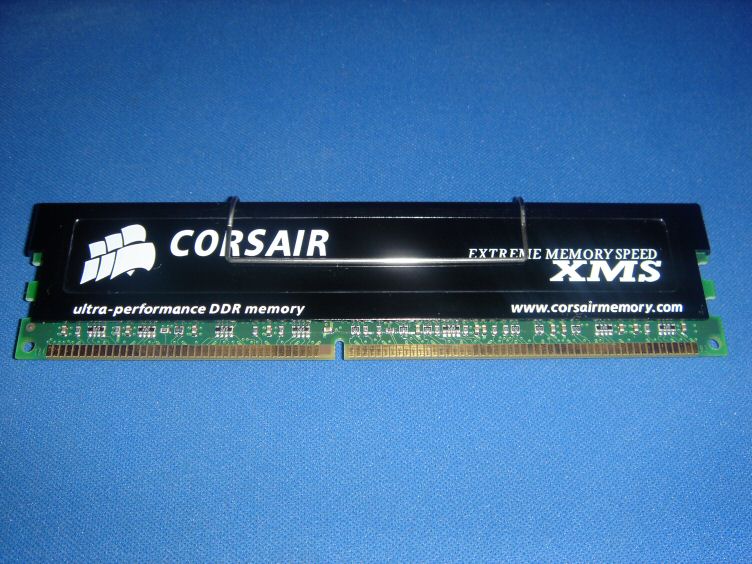 CORSAIR
EXTREME MEMORY SPEED
XMS
ultra-performance DDR memory
www.corsairmemory.com